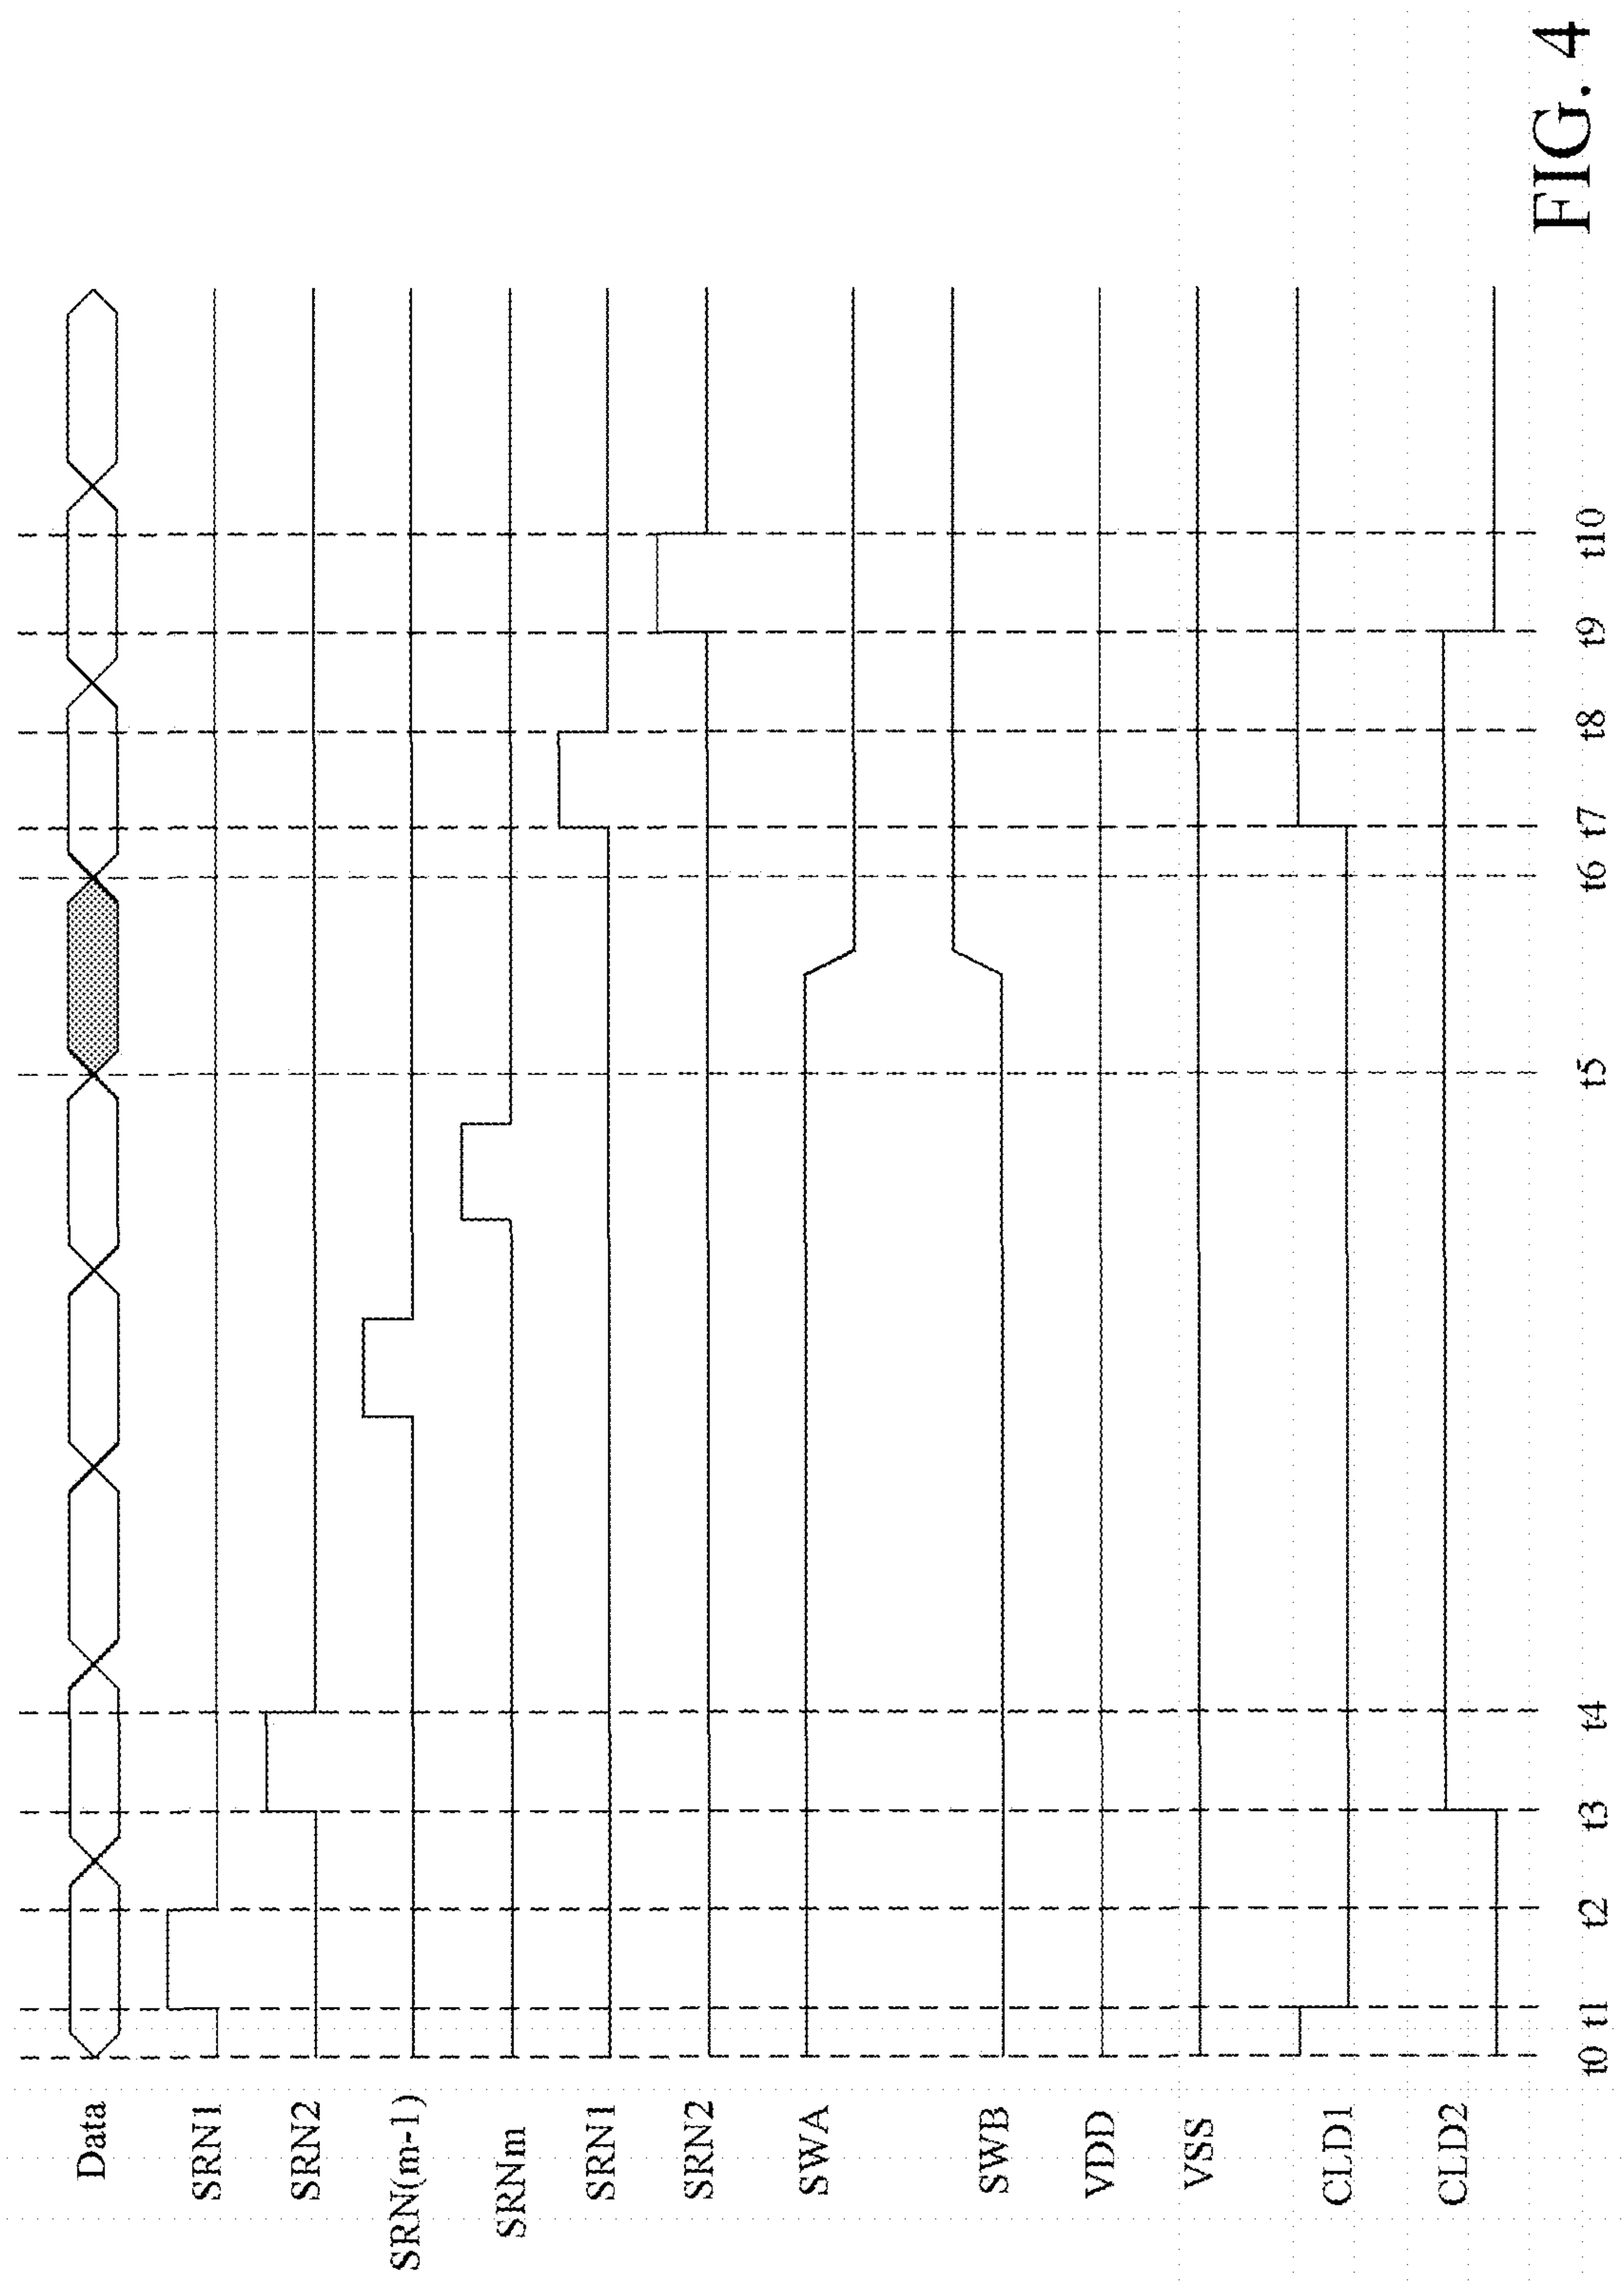 Data
SRN1
SRN2
SRN(m-1)
SRNm
SRN1
SRN2
SWA
SWB
VDD
VSS
CLD1
CLD2
t0 t1 t2 t3 t4 t5 t6 t7 t8 t9 t10
FIG. 4